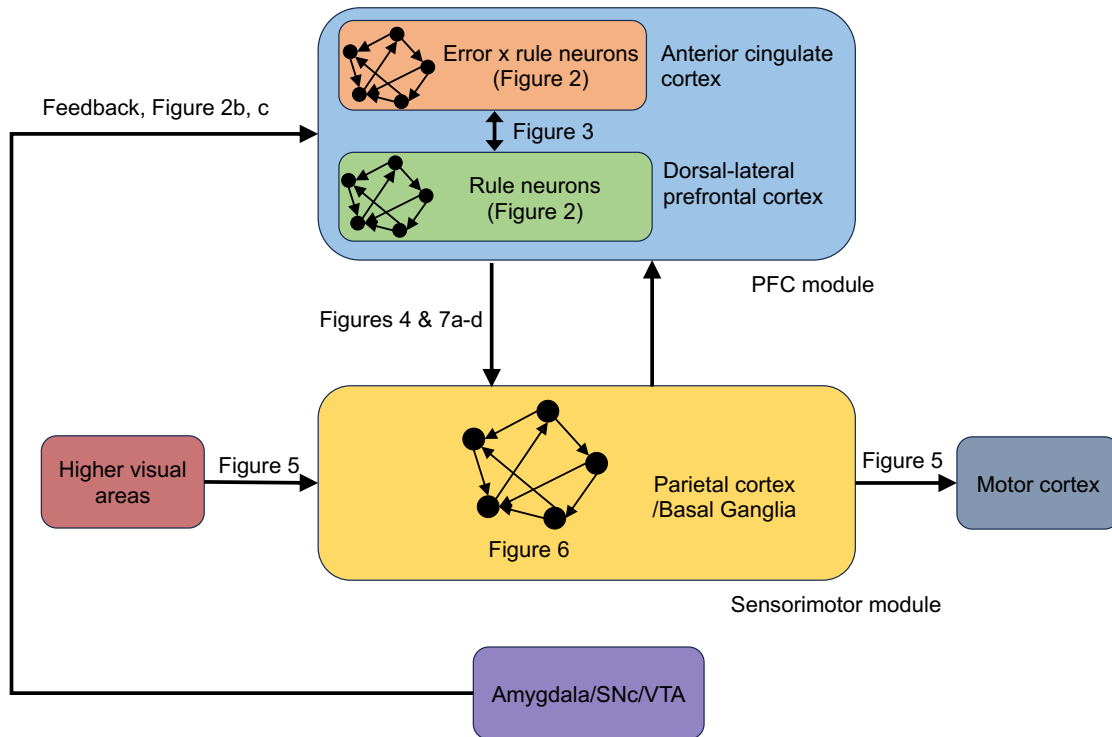 Error x rule neurons
(Figure 2)
Anterior cingulate
cortex
Feedback, Figure 2b, c
Figure 3
Rule neurons
(Figure 2)
Dorsal-lateral
prefrontal cortex
PFC module
Figures 4 & 7a-d
Higher visual
areas
Figure 5
Parietal cortex
/Basal Ganglia
Figure 6
Figure 5
Motor cortex
Sensorimotor module
Amygdala/SNc/VTA